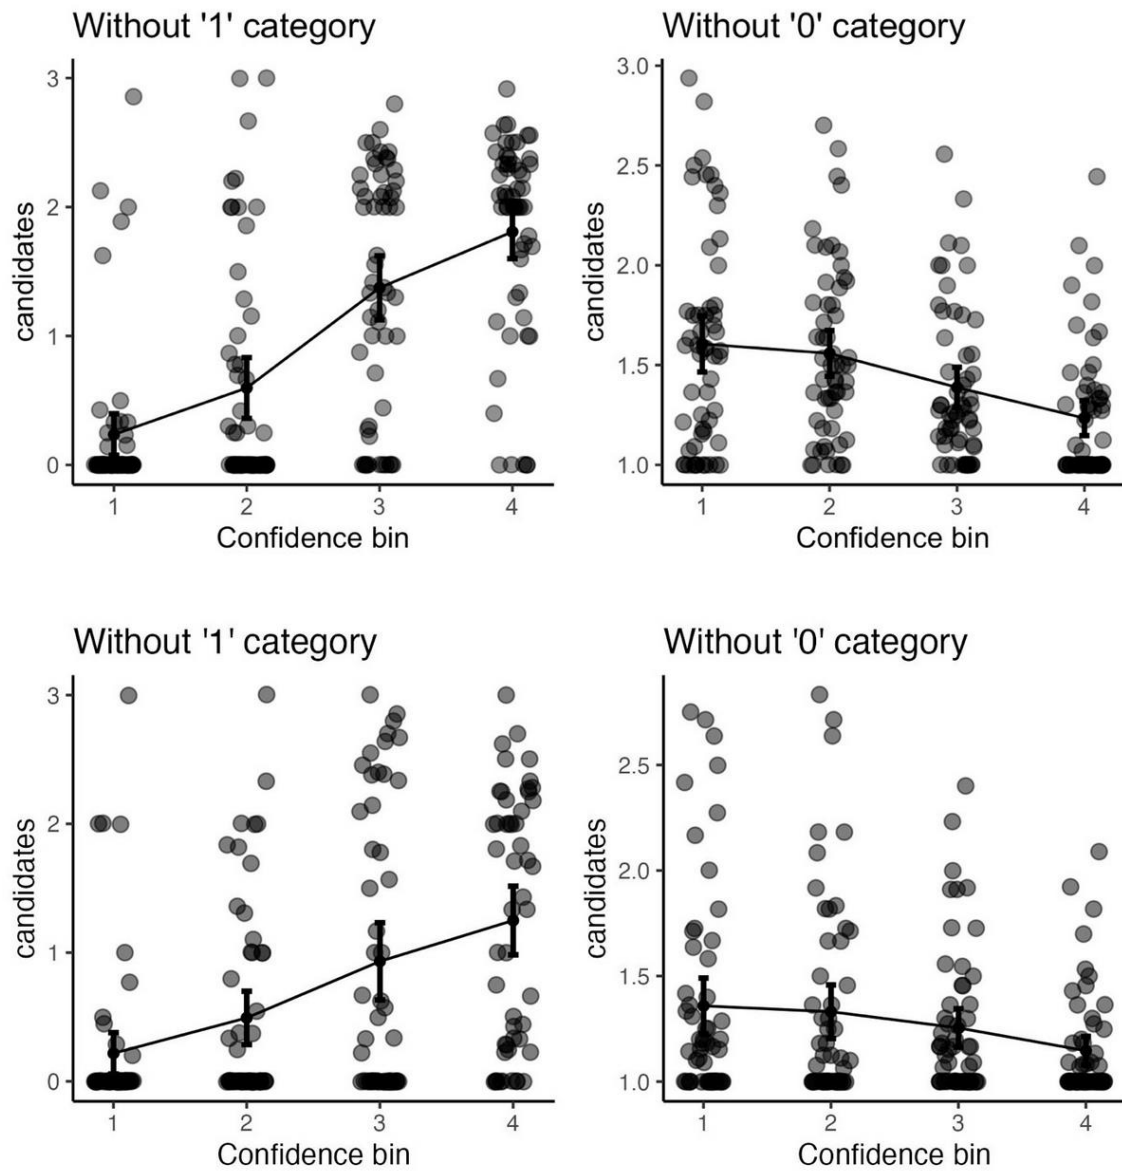 Without '1' category
candidates
3
2
1
0
1 2 3 4
Confidence bin
Without '0' category
candidates
3.0
2.5
2.0
1.5
1.0
1 2 3 4
Confidence bin
Without '1' category
candidates
3
2
1
0
1 2 3 4
Confidence bin
Without '0' category
candidates
2.5
2.0
1.5
1.0
1 2 3 4
Confidence bin